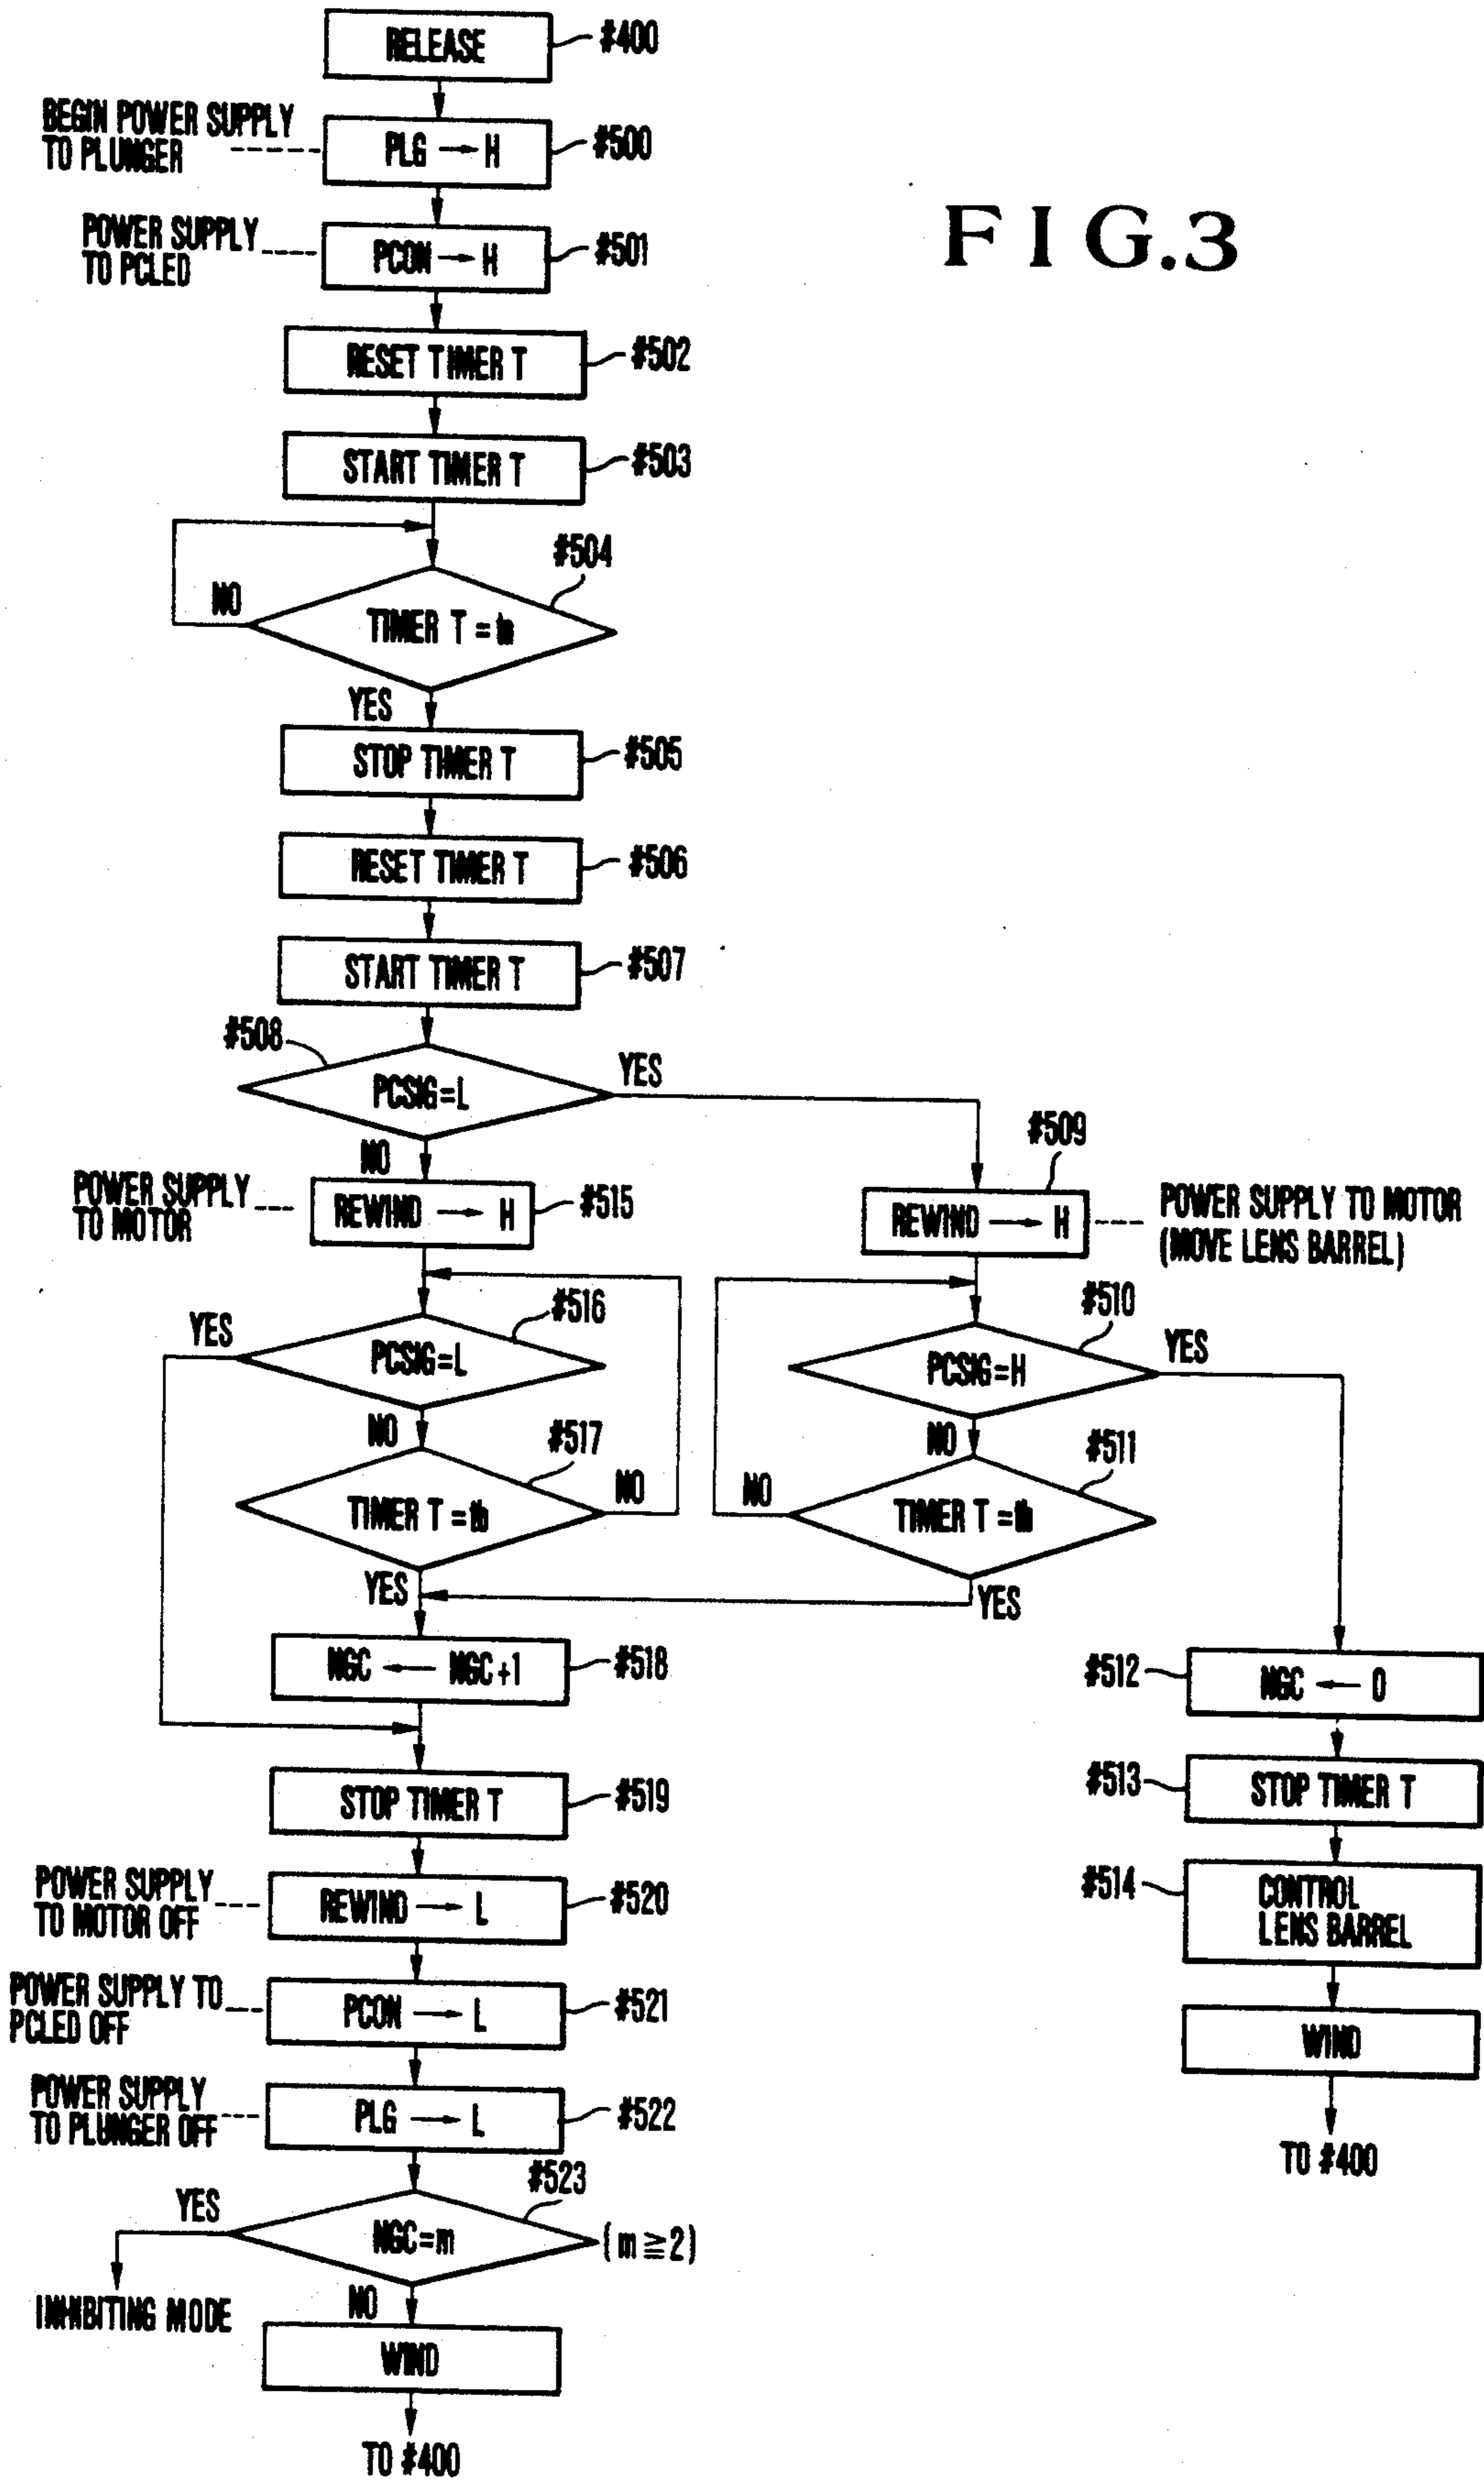 FIG.3
RELEASE
#400
BEGIN POWER SUPPLY
TO PLUNGER
PLG → H
#500
POWER SUPPLY
TO PCLED
PCON → H
#501
RESET TIMER T
#502
START TIMER T
#503
#504
NO
TIMER T =
YES
STOP TIMER T
#505
RESET TIMER T
#506
START TIMER T
#507
#508
PCSIG=L
YES
NO
#509
POWER SUPPLY
TO MOTOR
REWIND → H
#515
REWIND → H
POWER SUPPLY TO MOTOR
(MOVE LENS BARREL)
#516
YES
PCSIG=L
NO
#510
PCSIG=H
YES
NO
#517
TIMER T = tb
NO
YES
#511
NO
TIMER T = tb
YES
NGC ← NGC+1
#518
#512
NGC ← 0
STOP TIMER T
#519
#513
STOP TIMER T
POWER SUPPLY
TO MOTOR OFF
REWIND → L
#520
#514
CONTROL
LENS BARREL
POWER SUPPLY TO
PCLED OFF
PCON → L
#521
WIND
TO #400
POWER SUPPLY
TO PLUNGER OFF
PLG → L
#522
#523
YES
NGC=m
(m≧2)
INHIBITING MODE
NO
WIND
TO #400